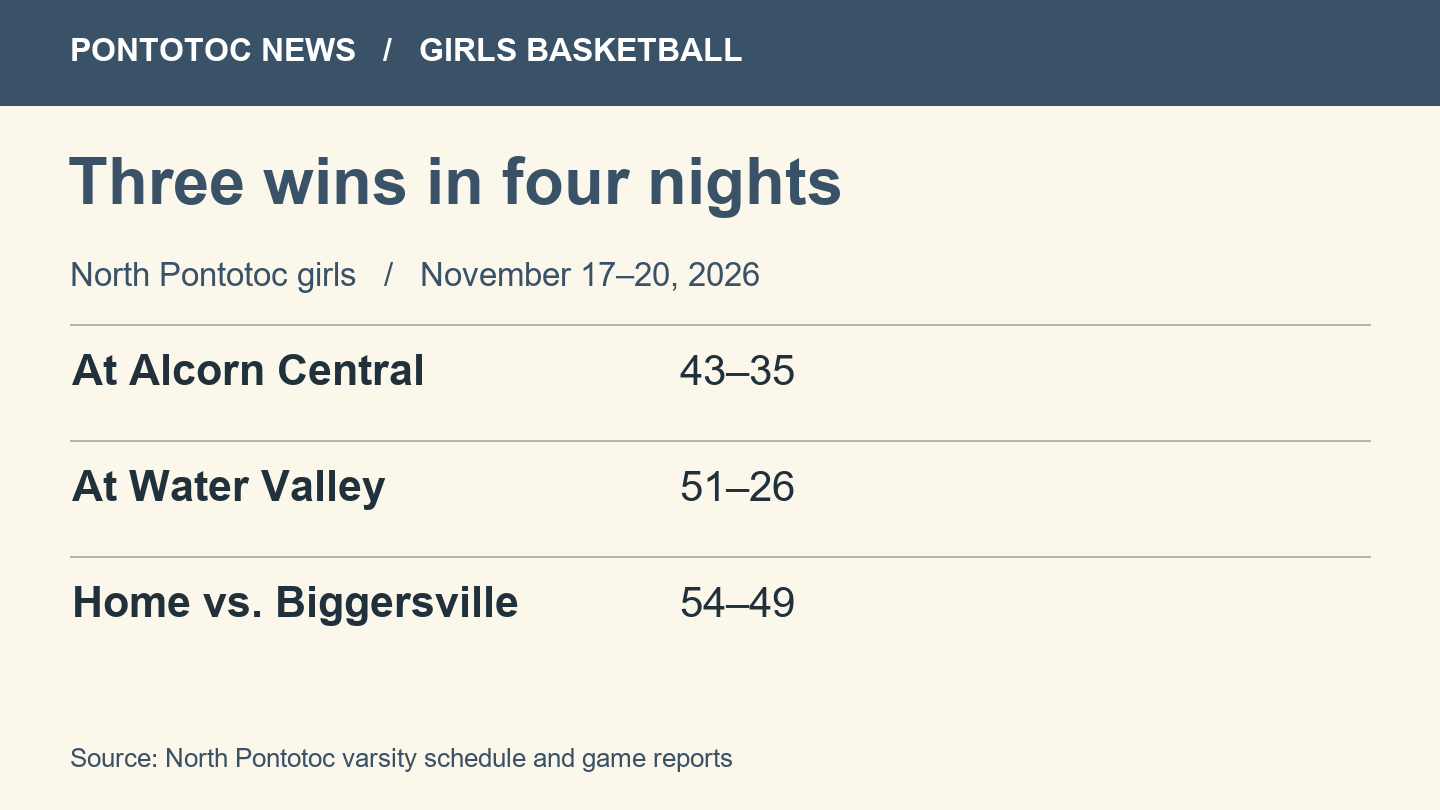 PONTOTOC NEWS / GIRLS BASKETBALL
Three wins in four nights
North Pontotoc girls / November 17–20, 2026
At Alcorn Central 43–35
At Water Valley 51–26
Home vs. Biggersville 54–49
Source: North Pontotoc varsity schedule and game reports